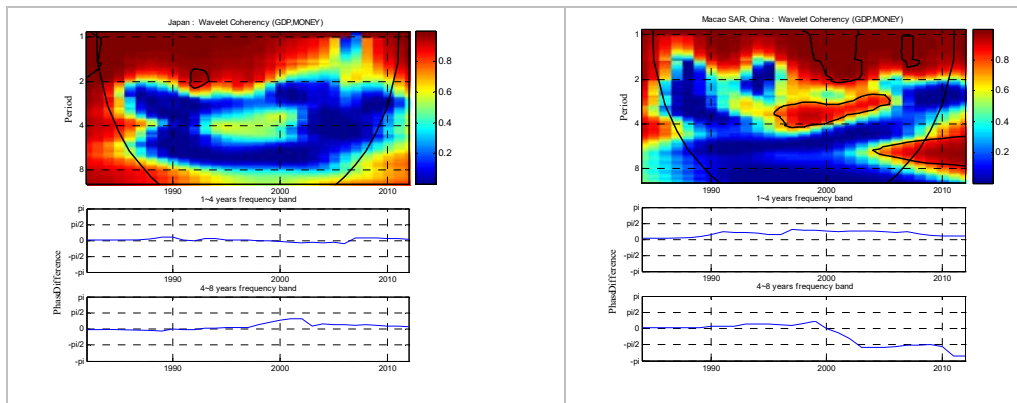 Japan : Wavelet Coherency (GDP,MONEY)
Period
1
2
4
8
1990
2000
2010
0.8
0.6
0.4
0.2
1~4 years frequency band
pi
pi/2
0
-pi/2
-pi
1990
2000
2010
PhaseDifference
4~8 years frequency band
pi
pi/2
0
-pi/2
-pi
1990
2000
2010
Macao SAR, China : Wavelet Coherency (GDP,MONEY)
Period
1
2
4
8
1990
2000
2010
0.8
0.6
0.4
0.2
1~4 years frequency band
pi
pi/2
0
-pi/2
-pi
1990
2000
2010
PhaseDifference
4~8 years frequency band
pi
pi/2
0
-pi/2
-pi
1990
2000
2010